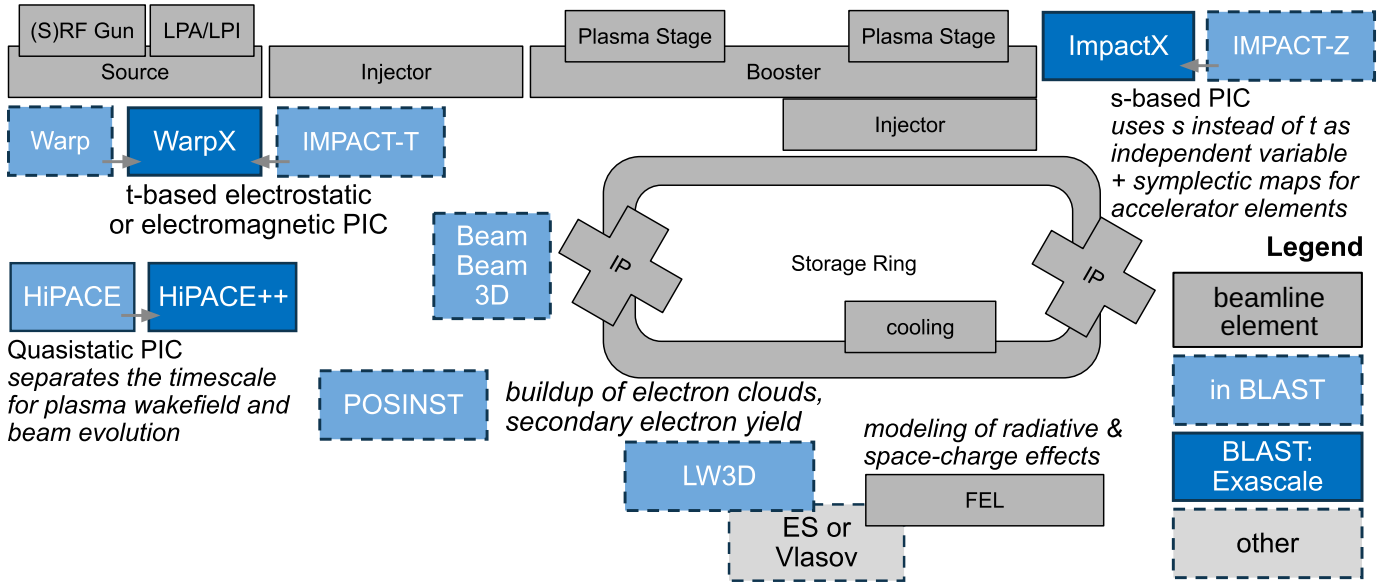 (S)RF Gun
LPA/LPI
Source
Injector
Plasma Stage
Plasma Stage
Booster
Injector
ImpactX
IMPACT-Z
s-based PIC
uses s instead of t as
independent variable
+ symplectic maps for
accelerator elements
Warp
WarpX
IMPACT-T
t-based electrostatic
or electromagnetic PIC
Beam
Beam
3D
IP
Storage Ring
IP
cooling
HiPACE
HiPACE++
Quasistatic PIC
separates the timescale
for plasma wakefield and
beam evolution
POSINST
buildup of electron clouds,
secondary electron yield
LW3D
ES or
Vlasov
modeling of radiative &
space-charge effects
FEL
Legend
beamline
element
in BLAST
BLAST:
Exascale
other